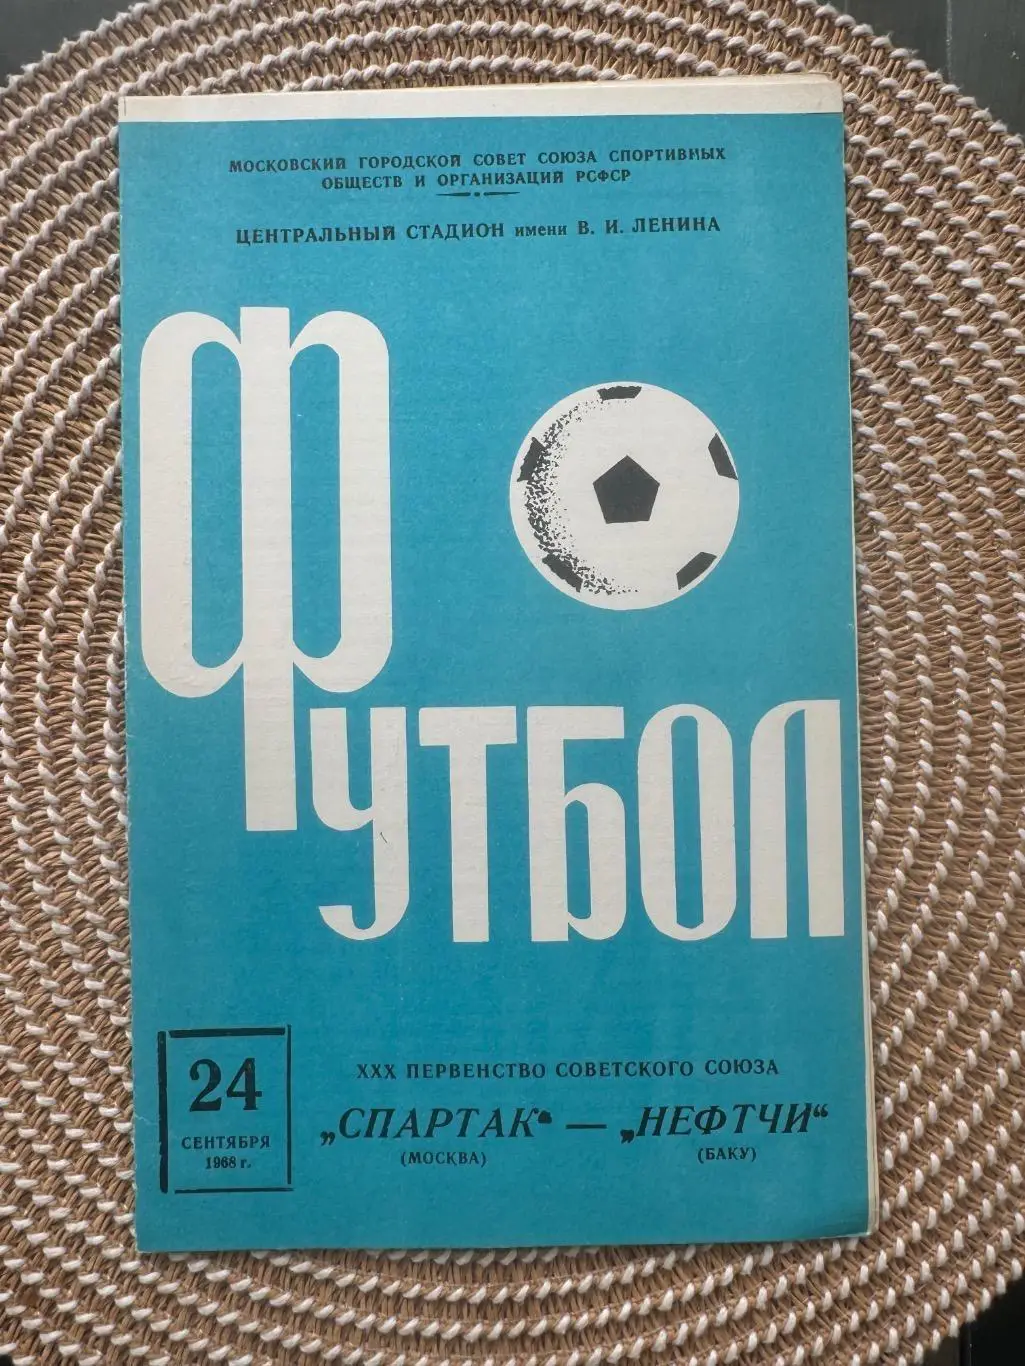 МОСКОВСКИЙ ГОРОДСКОЙ СОВЕТ СОЮЗА СПОРТИВНЫХ
ОБЩЕСТВ И ОРГАНИЗАЦИЙ РСФСР
ЦЕНТРАЛЬНЫЙ СТАДИОН имени В. И. ЛЕНИНА
ФУТБОЛ
24
СЕНТЯБРЯ
1968 г.
XXX ПЕРВЕНСТВО СОВЕТСКОГО СОЮЗА
„СПАРТАК“ — „НЕФТЧИ“
(МОСКВА) (БАКУ)